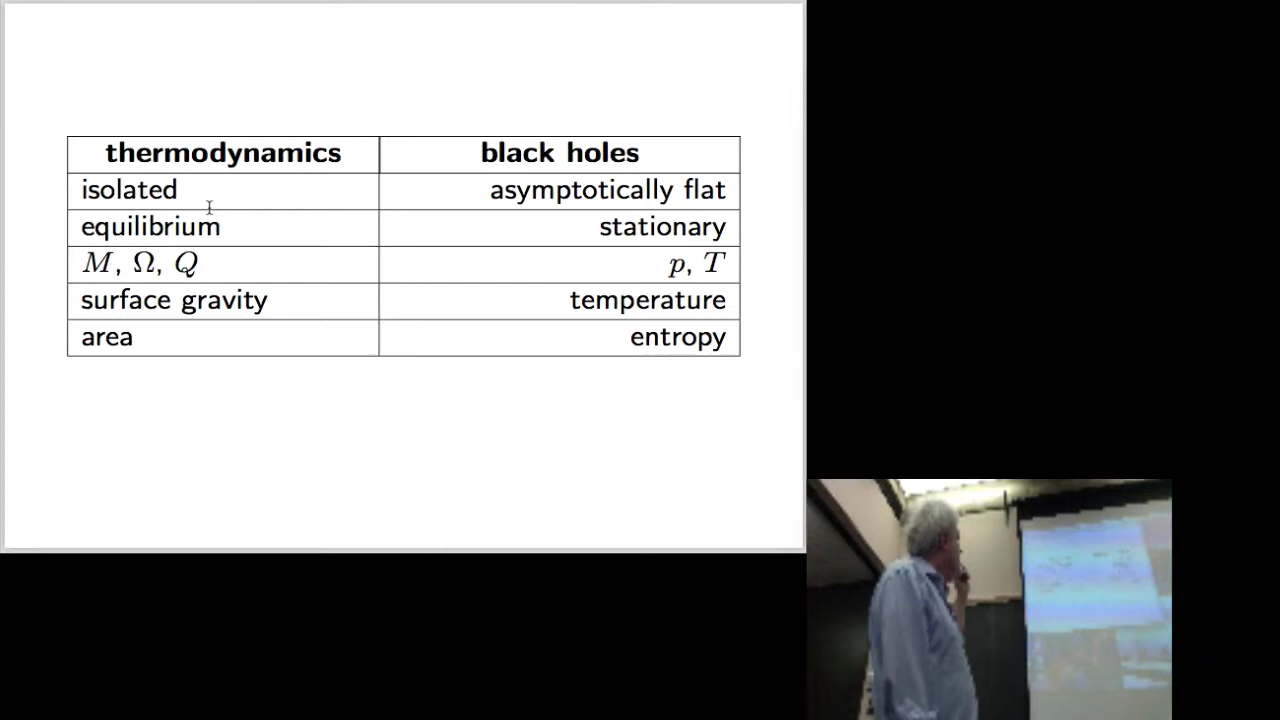 thermodynamics black holes
isolated asymptotically flat
equilibrium stationary
M, Ω, Q p, T
surface gravity temperature
area entropy